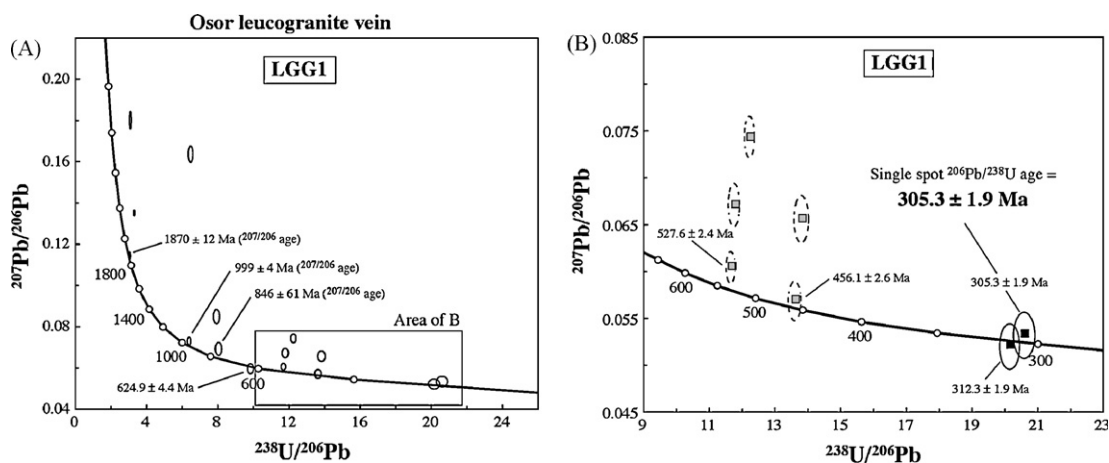 Osor leucogranite vein
(A)
LGG1
0.20
0.16
0.12
0.08
0.04
²⁰⁷Pb/²⁰⁶Pb
1870 ± 12 Ma (²⁰⁷/²⁰⁶ age)
1800
999 ± 4 Ma (²⁰⁷/²⁰⁶ age)
1400
846 ± 61 Ma (²⁰⁷/²⁰⁶ age)
1000
Area of B
624.9 ± 4.4 Ma
600
0
4
8
12
16
20
24
²³⁸U/²⁰⁶Pb
(B)
LGG1
0.085
0.075
0.065
0.055
0.045
²⁰⁷Pb/²⁰⁶Pb
Single spot ²⁰⁶Pb/²³⁸U age =
305.3 ± 1.9 Ma
527.6 ± 2.4 Ma
456.1 ± 2.6 Ma
305.3 ± 1.9 Ma
600
500
400
300
312.3 ± 1.9 Ma
9
11
13
15
17
19
21
23
²³⁸U/²⁰⁶Pb